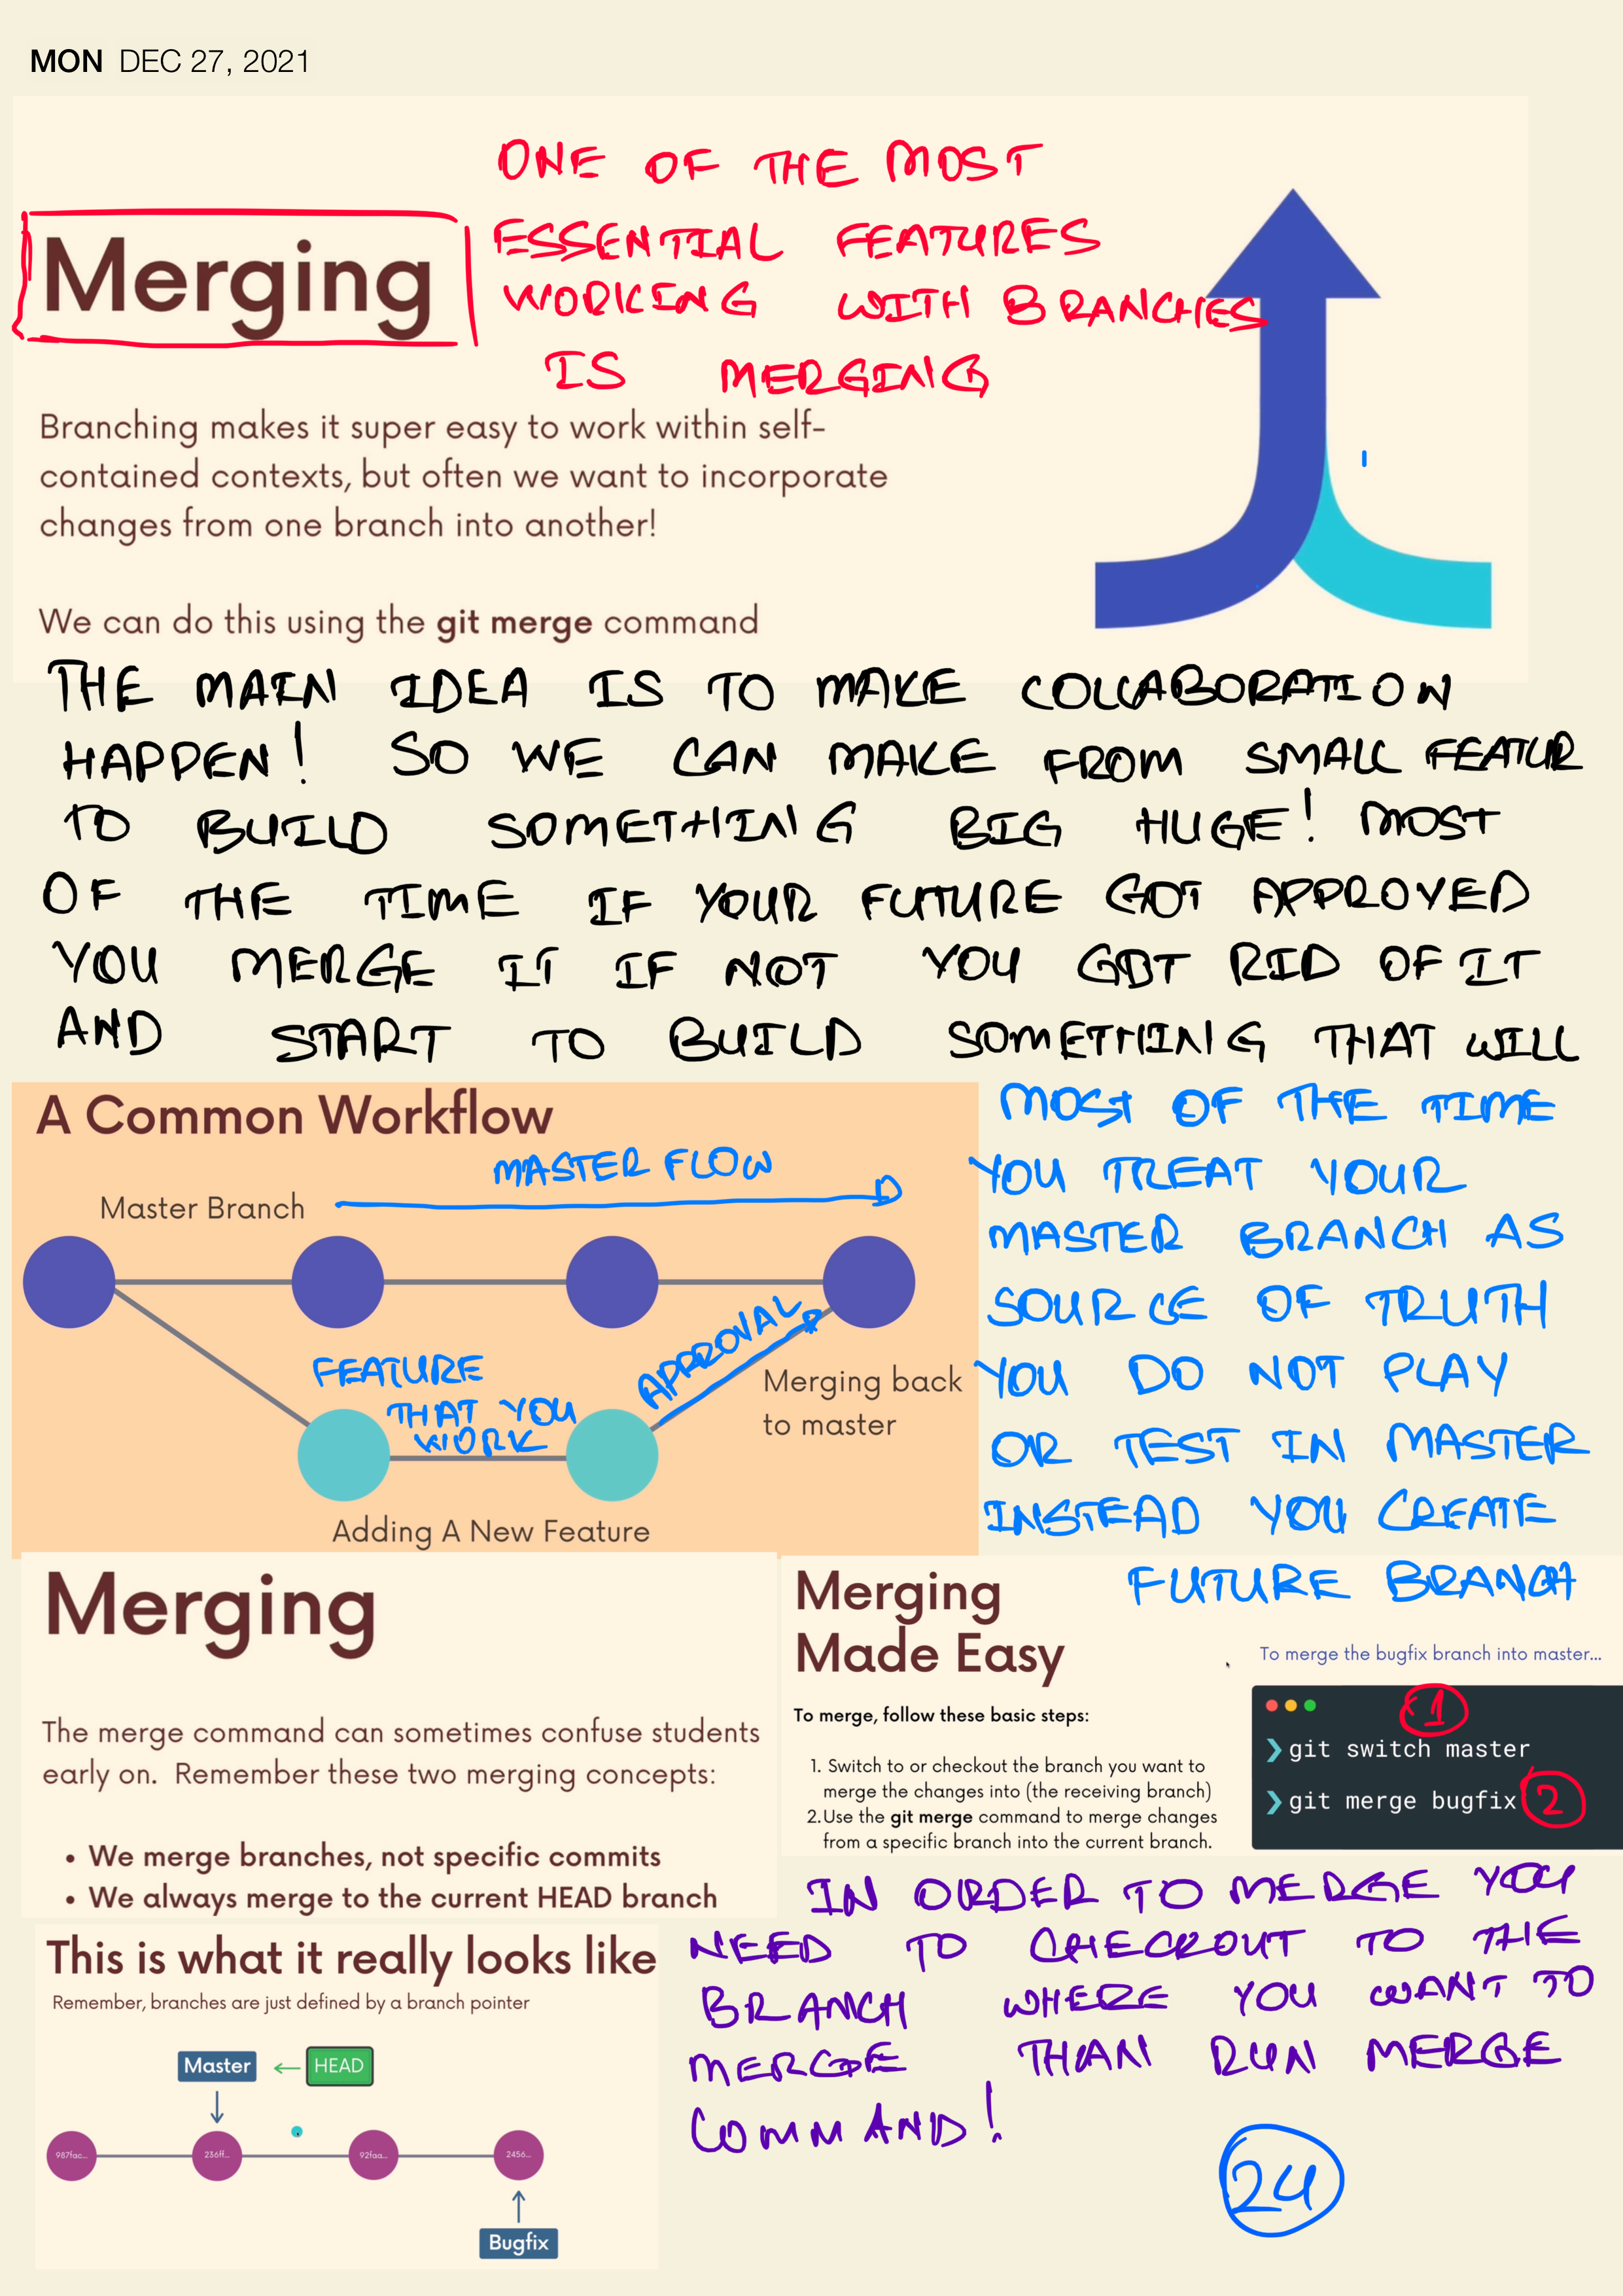 MON DEC 27, 2021
ONE OF THE MOST
ESSENTIAL FEATURES
WORKING WITH BRANCHES
IS MERGING
Merging
Branching makes it super easy to work within self-
contained contexts, but often we want to incorporate
changes from one branch into another!
We can do this using the git merge command
THE MAIN IDEA IS TO MAKE COLLABORATION
HAPPEN! SO WE CAN MAKE FROM SMALL FEATUR
TO BUILD SOMETHING BIG HUGE! MOST
OF THE TIME IF YOUR FUTURE GOT APPROVED
YOU MERGE IT IF NOT YOU GOT RID OF IT
AND START TO BUILD SOMETHING THAT WILL
A Common Workflow
MASTER FLOW
Master Branch
FEATURE
THAT YOU
WORK
APPROVAL
Merging back
to master
Adding A New Feature
MOST OF THE TIME
YOU TREAT YOUR
MASTER BRANCH AS
SOURCE OF TRUTH
YOU DO NOT PLAY
OR TEST IN MASTER
INSTEAD YOU CREATE
FUTURE BRANCH
Merging
The merge command can sometimes confuse students
early on. Remember these two merging concepts:
• We merge branches, not specific commits
• We always merge to the current HEAD branch
Merging
Made Easy
To merge, follow these basic steps:
1. Switch to or checkout the branch you want to
merge the changes into (the receiving branch)
2. Use the git merge command to merge changes
from a specific branch into the current branch.
To merge the bugfix branch into master...
1
❯ git switch master
❯ git merge bugfix 2
This is what it really looks like
Remember, branches are just defined by a branch pointer
Master HEAD
987fac... 236ff... 92faa... 2456...
Bugfix
IN ORDER TO MERGE YOU
NEED TO CHECKOUT TO THE
BRANCH WHERE YOU WANT TO
MERGE THAN RUN MERGE
COMMAND!
24